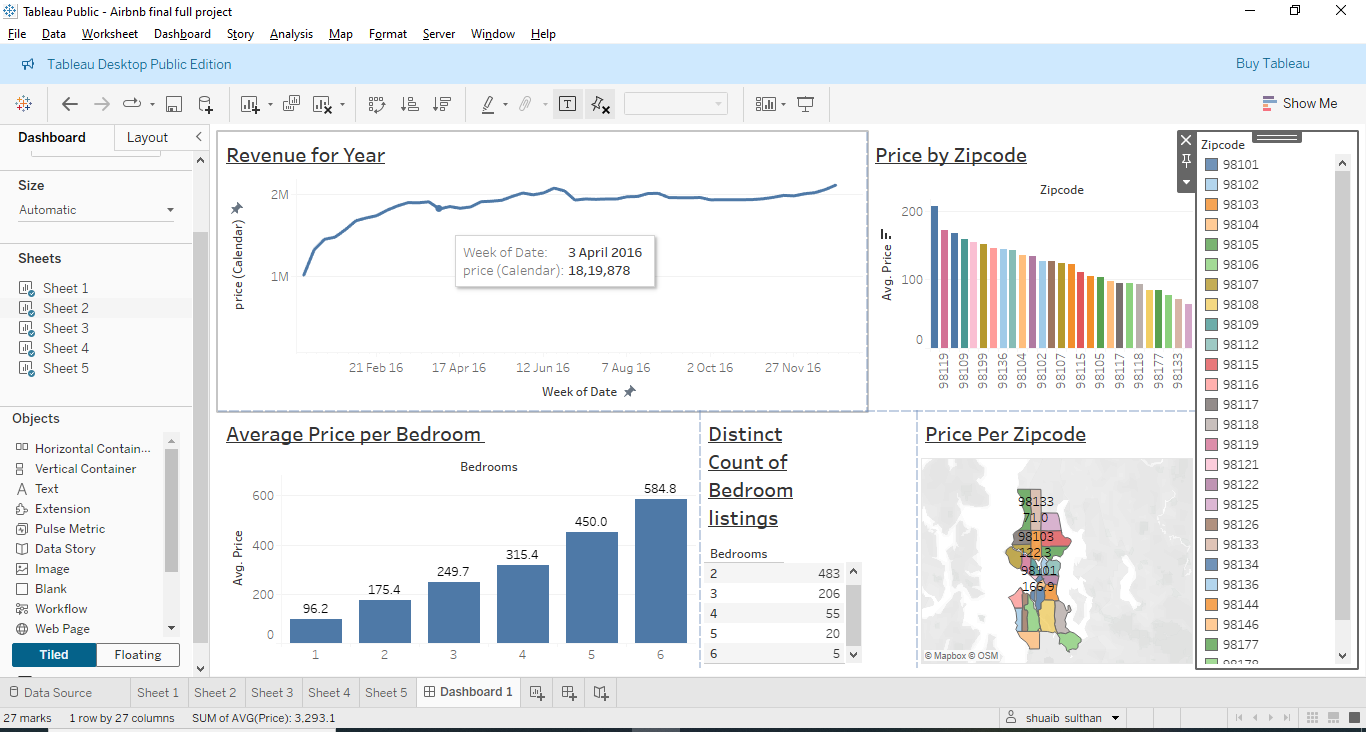 Tableau Public - Airbnb final full project
File Data Worksheet Dashboard Story Analysis Map Format Server Window Help
Tableau Desktop Public Edition
Buy Tableau
Show Me
Dashboard
Layout
Size
Automatic
Sheets
Sheet 1
Sheet 2
Sheet 3
Sheet 4
Sheet 5
Objects
Horizontal Contain...
Vertical Container
Text
Extension
Pulse Metric
Data Story
Image
Blank
Workflow
Web Page
Tiled
Floating
Revenue for Year
price (Calendar)
2M
1M
Week of Date: 3 April 2016
price (Calendar): 18,19,878
21 Feb 16 17 Apr 16 12 Jun 16 7 Aug 16 2 Oct 16 27 Nov 16
Week of Date
Price by Zipcode
Zipcode
Avg. Price
200
100
0
98119 98109 98199 98136 98104 98102 98107 98115 98105 98117 98118 98177 98133
Average Price per Bedroom
Bedrooms
Avg. Price
600
400
200
0
96.2
175.4
249.7
315.4
450.0
584.8
1 2 3 4 5 6
Distinct
Count of
Bedroom
listings
Bedrooms
2 483
3 206
4 55
5 20
6 5
Price Per Zipcode
98133
71.0
98103
122.3
98101
166.9
© Mapbox © OSM
Zipcode
98101
98102
98103
98104
98105
98106
98107
98108
98109
98112
98115
98116
98117
98118
98119
98121
98122
98125
98126
98133
98134
98136
98144
98146
98177
98178
Data Source Sheet 1 Sheet 2 Sheet 3 Sheet 4 Sheet 5 Dashboard 1
27 marks 1 row by 27 columns SUM of AVG(Price): 3,293.1
shuaib sulthan